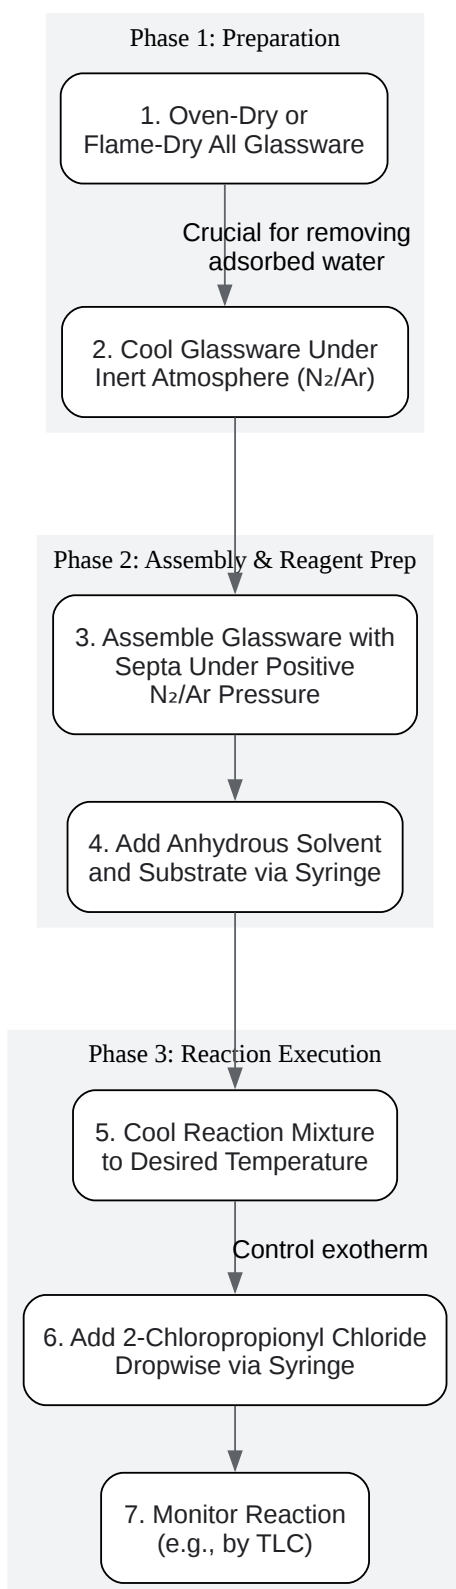 Phase 1: Preparation
1. Oven-Dry or
Flame-Dry All Glassware
Crucial for removing
adsorbed water
2. Cool Glassware Under
Inert Atmosphere (N₂/Ar)
Phase 2: Assembly & Reagent Prep
3. Assemble Glassware with
Septa Under Positive
N₂/Ar Pressure
4. Add Anhydrous Solvent
and Substrate via Syringe
Phase 3: Reaction Execution
5. Cool Reaction Mixture
to Desired Temperature
Control exotherm
6. Add 2-Chloropropionyl Chloride
Dropwise via Syringe
7. Monitor Reaction
(e.g., by TLC)